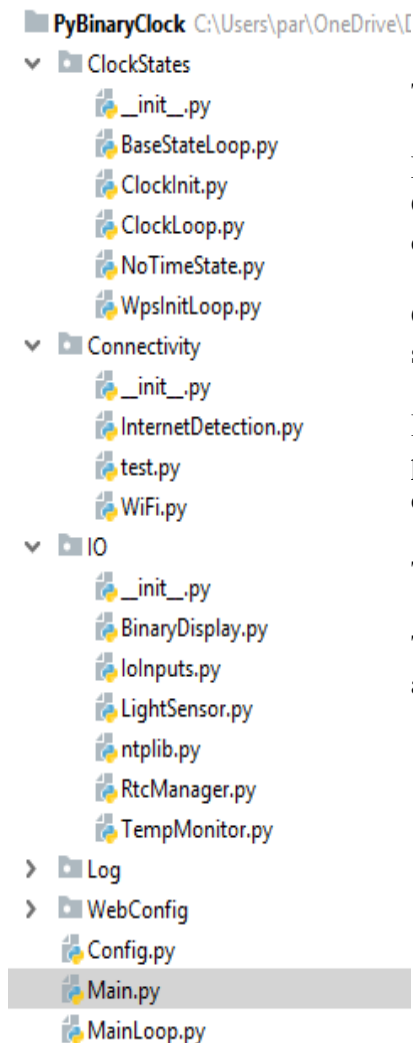 PyBinaryClock C:\Users\par\OneDrive\
ClockStates
__init__.py
BaseStateLoop.py
ClockInit.py
ClockLoop.py
NoTimeState.py
WpsInitLoop.py
Connectivity
__init__.py
InternetDetection.py
test.py
WiFi.py
IO
__init__.py
BinaryDisplay.py
IoInputs.py
LightSensor.py
ntplib.py
RtcManager.py
TempMonitor.py
Log
WebConfig
Config.py
Main.py
MainLoop.py